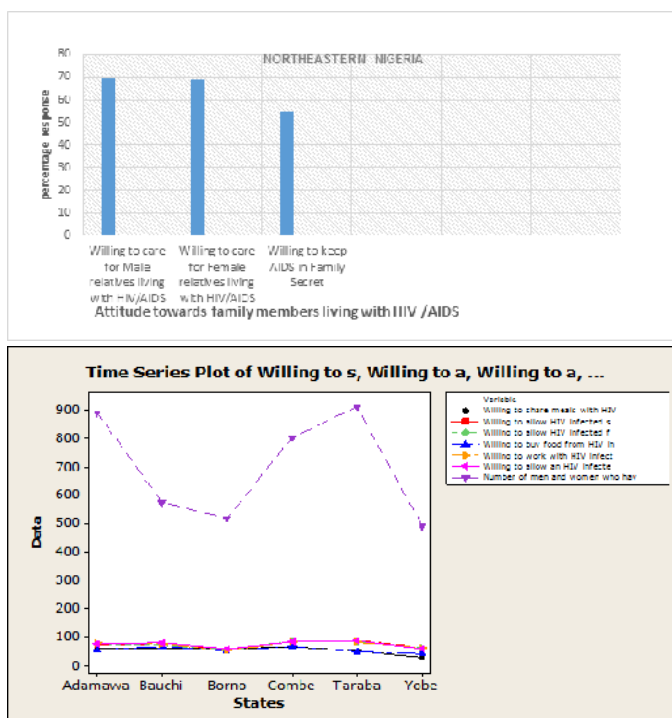 NORTHEASTERN NIGERIA
80
70
60
50
40
30
20
10
0
percentage response
Willing to care for Male relatives living with HIV/AIDS
Willing to care for Female relatives living with HIV/AIDS
Willing to keep AIDS in Family Secret
Attitude towards family members living with HIV /AIDS
Time Series Plot of Willing to s, Willing to a, Willing to a, ...
Variable
Willing to share meals with HIV
Willing to allow HIV infected s
Willing to allow HIV infected f
Willing to buy food from HIV in
Willing to work with HIV infect
Willing to allow an HIV infecte
Number of men and women who hav
900
800
700
600
500
400
300
200
100
0
Data
Adamawa Bauchi Borno Combe Taraba Yobe
States